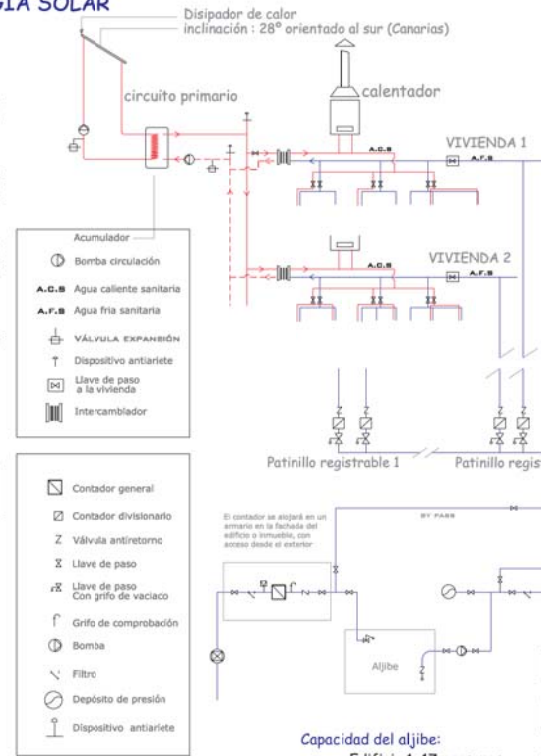 GÍA SOLAR
Disipador de calor
inclinación : 28º orientado al sur (Canarias)
circuito primario
calentador
A.C.S
VIVIENDA 1
A.F.S
Acumulador
Bomba circulación
A.C.S Agua caliente sanitaria
A.F.S Agua fria sanitaria
VÁLVULA EXPANSIÓN
Dispositivo antiariete
Llave de paso
a la vivienda
Intercambiador
A.C.S
VIVIENDA 2
A.F.S
Patinillo registrable 1
Patinillo regis
Contador general
Contador divisionario
Válvula antiretorno
Llave de paso
Llave de paso
Con grifo de vaciaco
Grifo de comprobación
Bomba
Filtro
Depósito de presión
Dispositivo antiariete
El contador se alojará en un
armario en la fachada del
edificio o inmueble, con
acceso desde el exterior
BY PASS
Aljibe
Capacidad del aljibe: